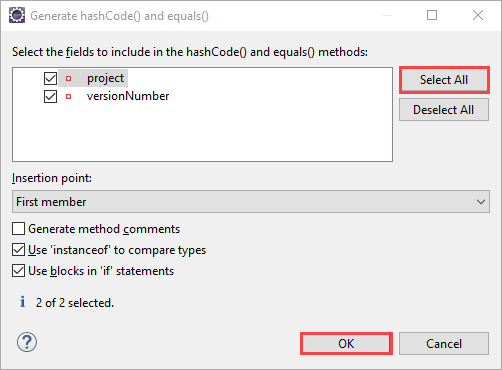 Generate hashCode() and equals()
Select the fields to include in the hashCode() and equals() methods:
project
Select All
versionNumber
Deselect All
Insertion point:
First member
Generate method comments
Use 'instanceof' to compare types
Use blocks in 'if' statements
i 2 of 2 selected.
? OK Cancel